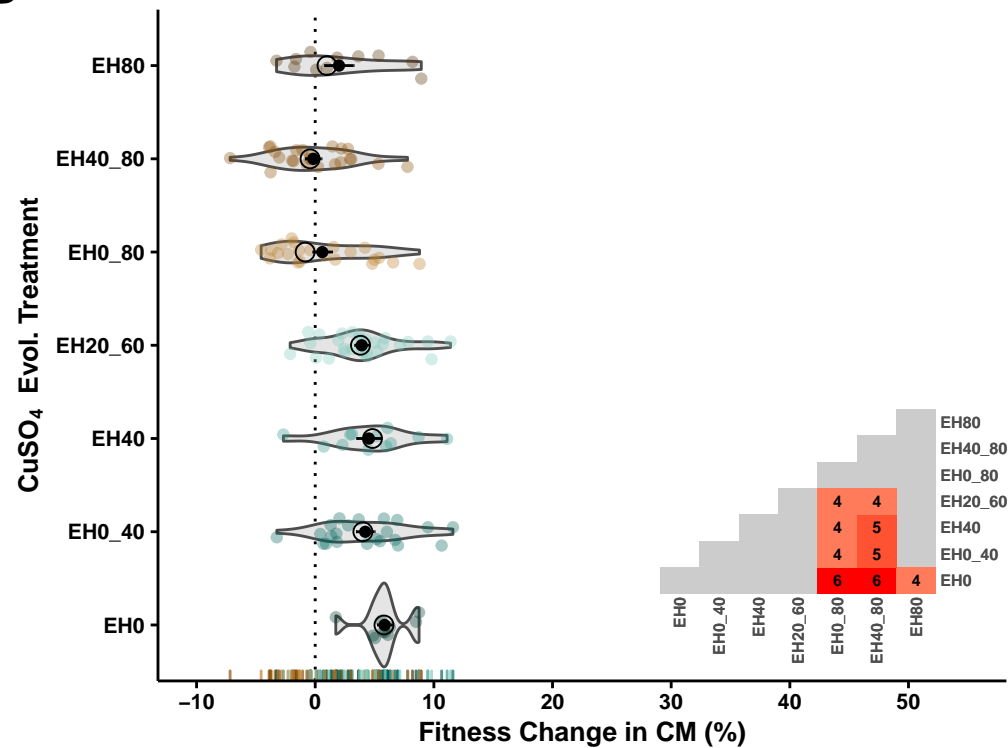 EH80
EH40_80
EH0_80
EH20_60
EH40
EH0_40
EH0
CuSO4 Evol. Treatment
−10 0 10 20 30 40 50
Fitness Change in CM (%)
EH80
EH40_80
EH0_80
4 4 EH20_60
4 5 EH40
4 5 EH0_40
6 6 4 EH0
EH0 EH0_40 EH40 EH20_60 EH0_80 EH40_80 EH80